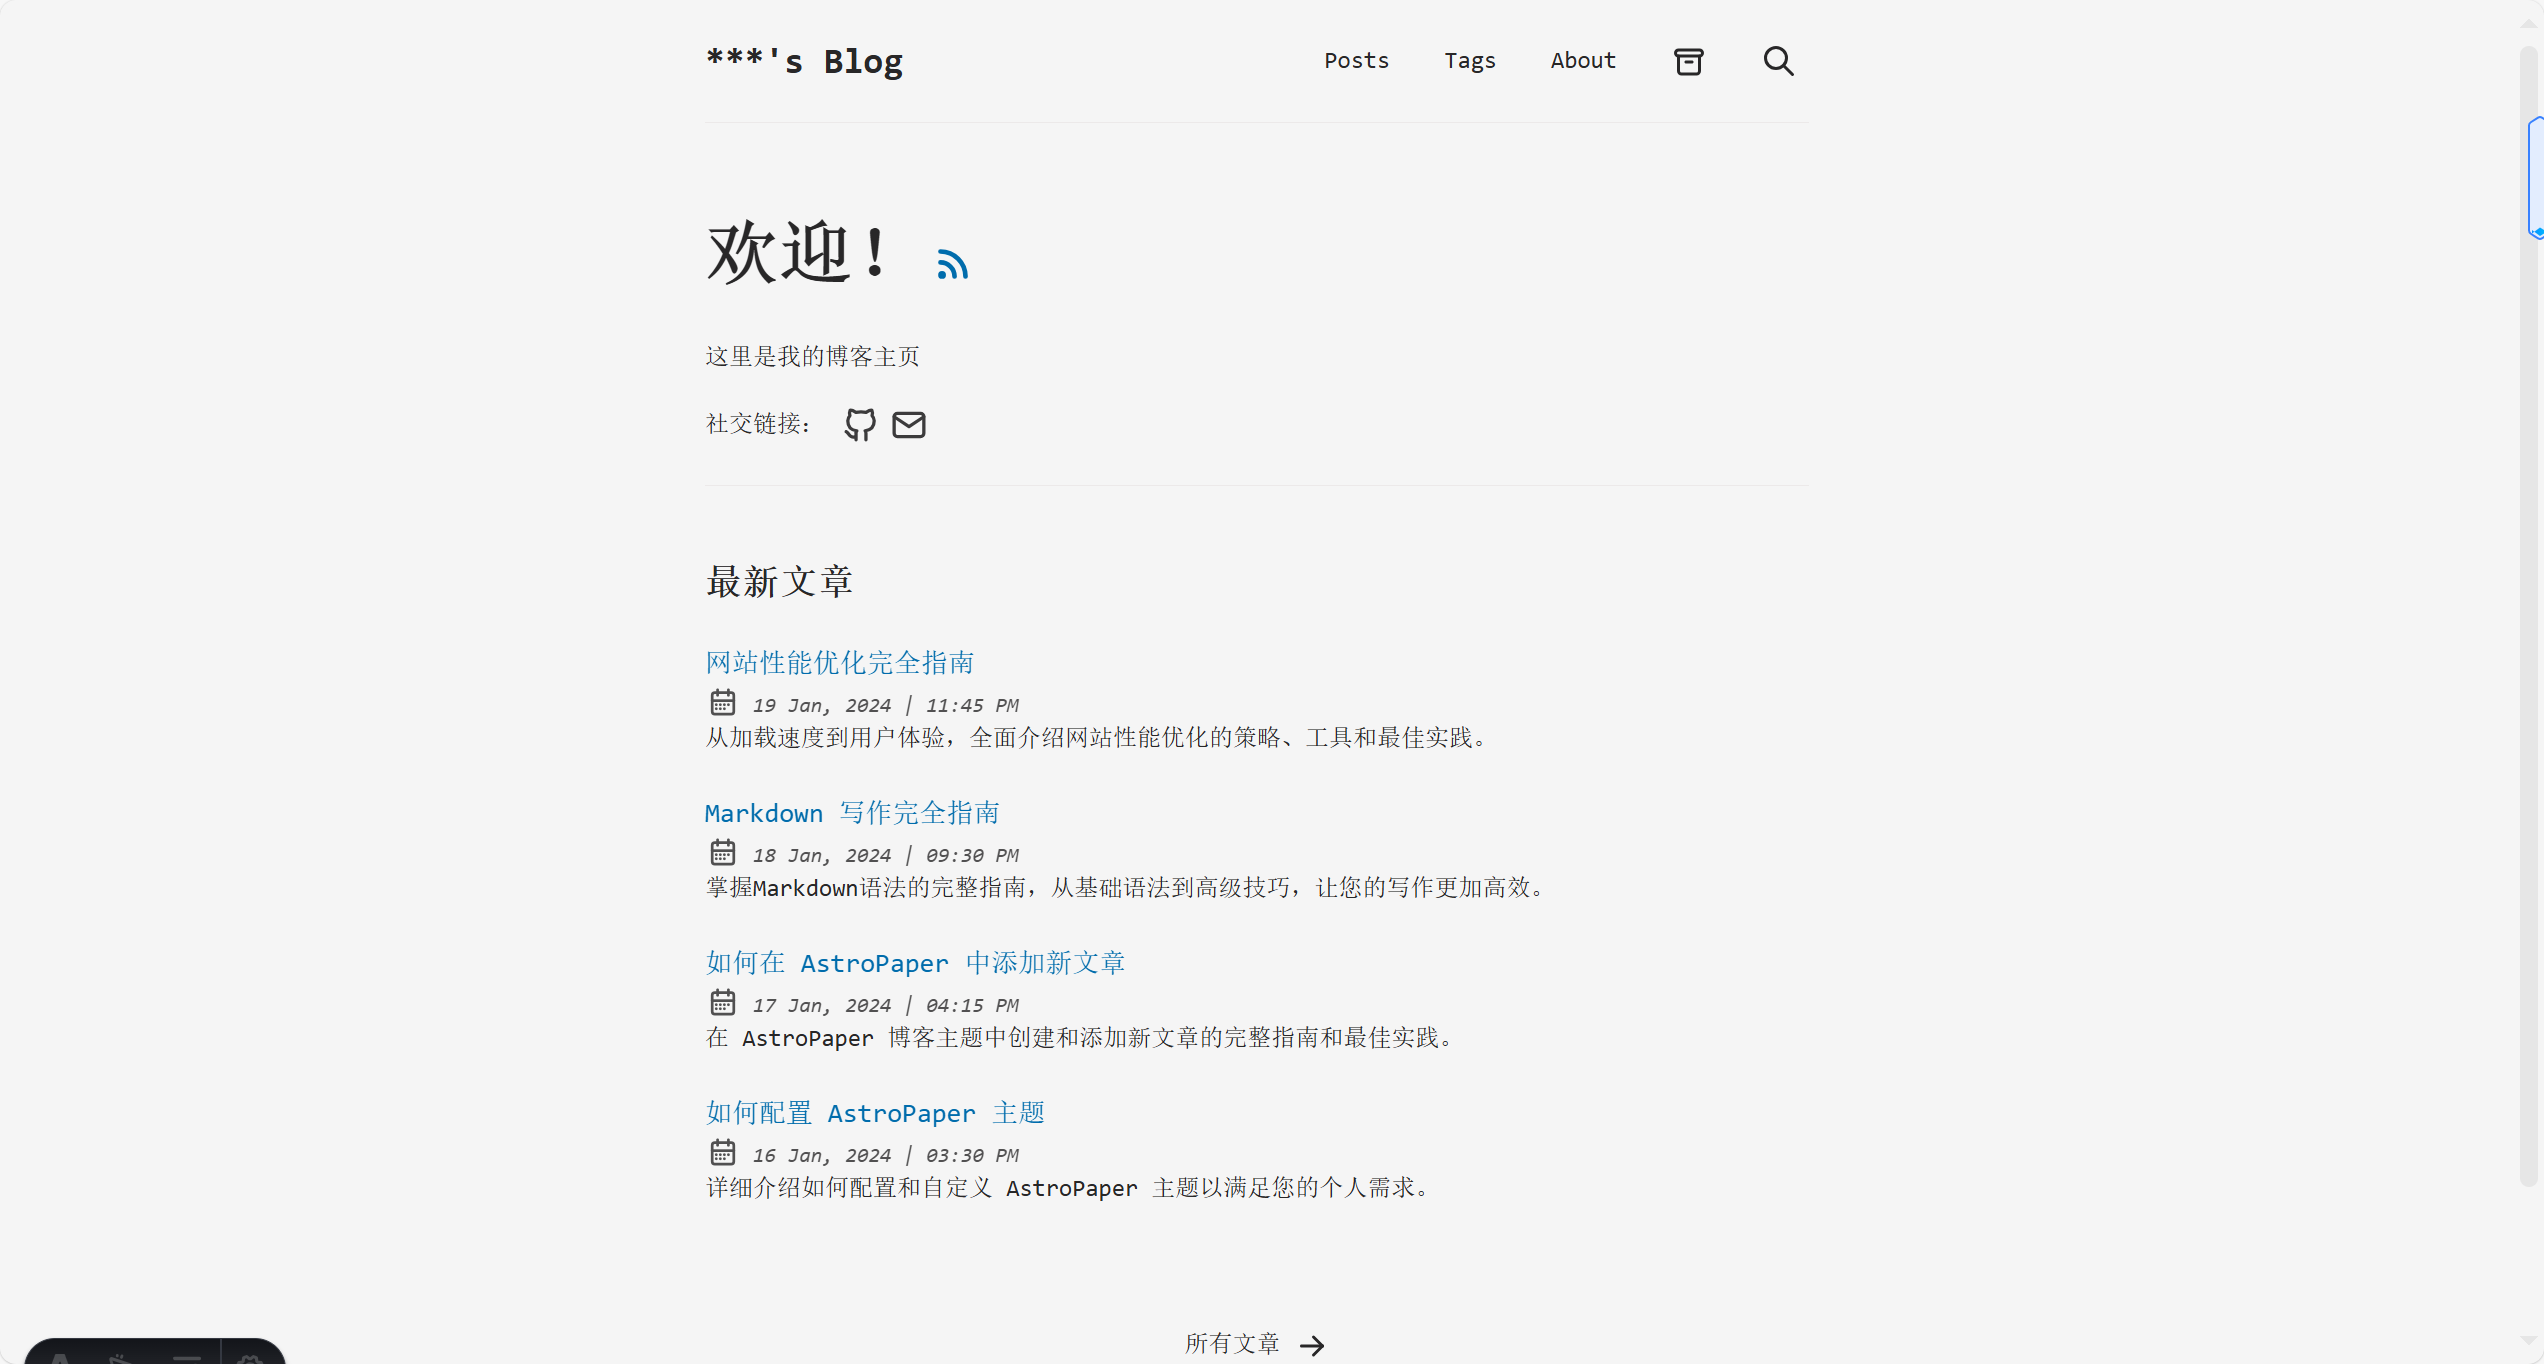 ***'s Blog
Posts Tags About
欢迎！
这里是我的博客主页
社交链接：
最新文章
网站性能优化完全指南
19 Jan, 2024 | 11:45 PM
从加载速度到用户体验，全面介绍网站性能优化的策略、工具和最佳实践。
Markdown 写作完全指南
18 Jan, 2024 | 09:30 PM
掌握Markdown语法的完整指南，从基础语法到高级技巧，让您的写作更加高效。
如何在 AstroPaper 中添加新文章
17 Jan, 2024 | 04:15 PM
在 AstroPaper 博客主题中创建和添加新文章的完整指南和最佳实践。
如何配置 AstroPaper 主题
16 Jan, 2024 | 03:30 PM
详细介绍如何配置和自定义 AstroPaper 主题以满足您的个人需求。
所有文章